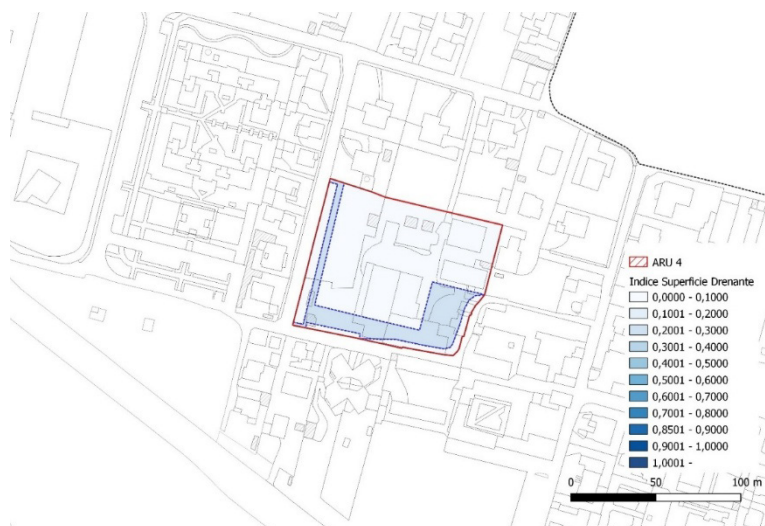 ARU 4
Indice Superficie Drenante
0,0000 - 0,1000
0,1001 - 0,2000
0,2001 - 0,3000
0,3001 - 0,4000
0,4001 - 0,5000
0,5001 - 0,6000
0,6001 - 0,7000
0,7001 - 0,8000
0,8501 - 0,9000
0,9001 - 1,0000
1,0001 -
0 50 100 m